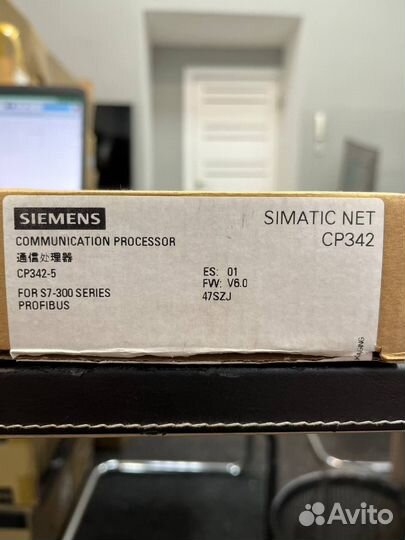 SIEMENS
SIMATIC NET
CP342
COMMUNICATION PROCESSOR
通信处理器
CP342-5
FOR S7-300 SERIES
PROFIBUS
ES: 01
FW: V6.0
47SZJ
Avito